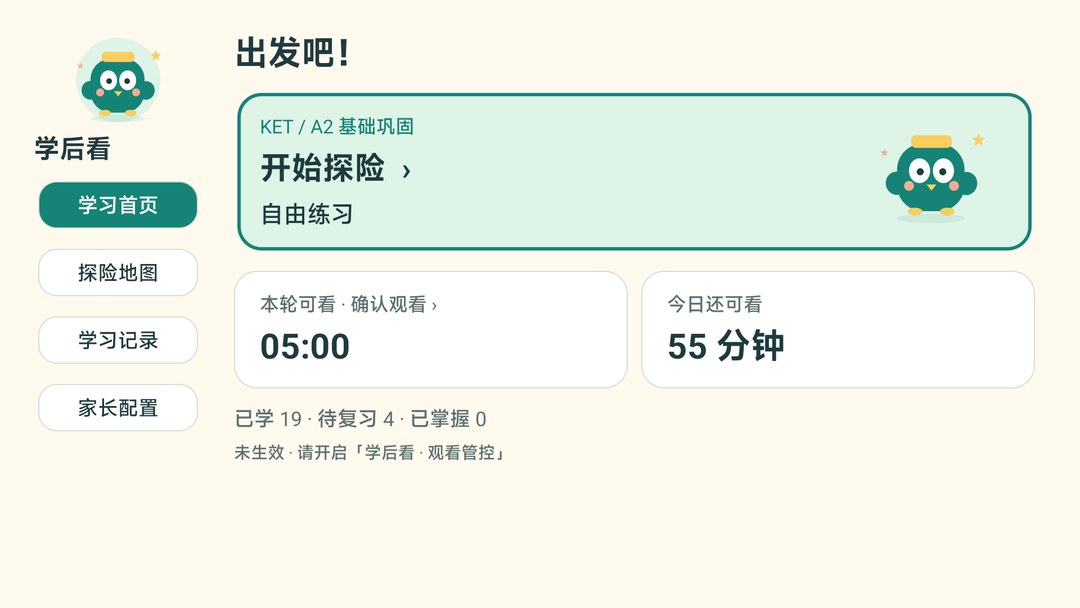 学后看
学习首页
探险地图
学习记录
家长配置
出发吧！
KET / A2 基础巩固
开始探险 ›
自由练习
本轮可看 · 确认观看 ›
05:00
今日还可看
55 分钟
已学 19 · 待复习 4 · 已掌握 0
未生效 · 请开启「学后看 · 观看管控」